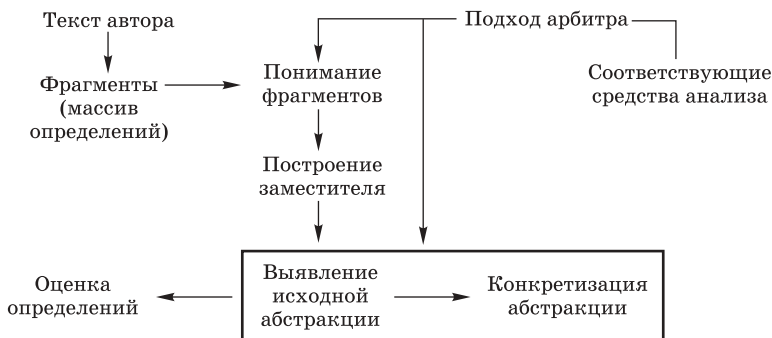 Текст автора
Подход арбитра
Фрагменты
(массив
определений)
Понимание
фрагментов
Соответствующие
средства анализа
Построение
заместителя
Оценка
определений
Выявление
исходной
абстракции
Конкретизация
абстракции